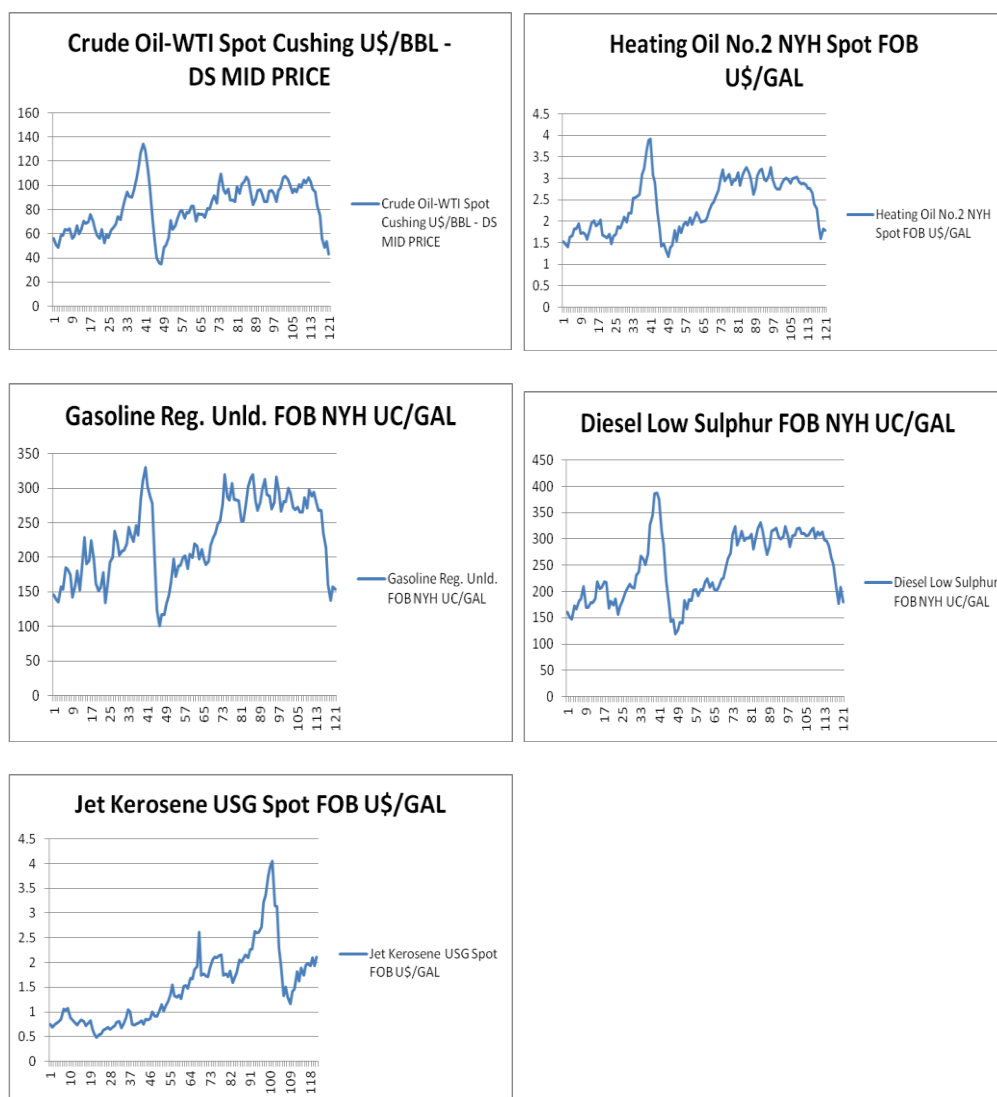 Crude Oil-WTI Spot Cushing U$/BBL -
DS MID PRICE
160
140
120
100
80
60
40
20
0
1 9 17 25 33 41 49 57 65 73 81 89 97 105 113 121
Crude Oil-WTI Spot
Cushing U$/BBL - DS
MID PRICE
Heating Oil No.2 NYH Spot FOB
U$/GAL
4.5
4
3.5
3
2.5
2
1.5
1
0.5
0
1 9 17 25 33 41 49 57 65 73 81 89 97 105 113 121
Heating Oil No.2 NYH
Spot FOB U$/GAL
Gasoline Reg. Unld. FOB NYH UC/GAL
350
300
250
200
150
100
50
0
1 9 17 25 33 41 49 57 65 73 81 89 97 105 113 121
Gasoline Reg. Unld.
FOB NYH UC/GAL
Diesel Low Sulphur FOB NYH UC/GAL
450
400
350
300
250
200
150
100
50
0
1 9 17 25 33 41 49 57 65 73 81 89 97 105 113 121
Diesel Low Sulphur
FOB NYH UC/GAL
Jet Kerosene USG Spot FOB U$/GAL
4.5
4
3.5
3
2.5
2
1.5
1
0.5
0
1 10 19 28 37 46 55 64 73 82 91 100 109 118
Jet Kerosene USG Spot
FOB U$/GAL